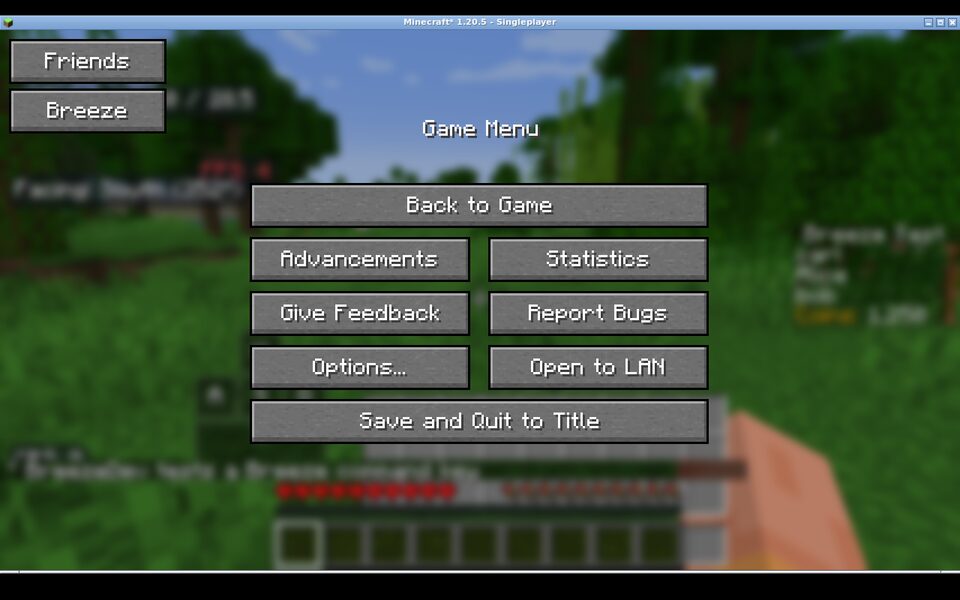 Minecraft* 1.20.5 - Singleplayer
Friends
Breeze
Game Menu
Back to Game
Advancements
Statistics
Give Feedback
Report Bugs
Options...
Open to LAN
Save and Quit to Title